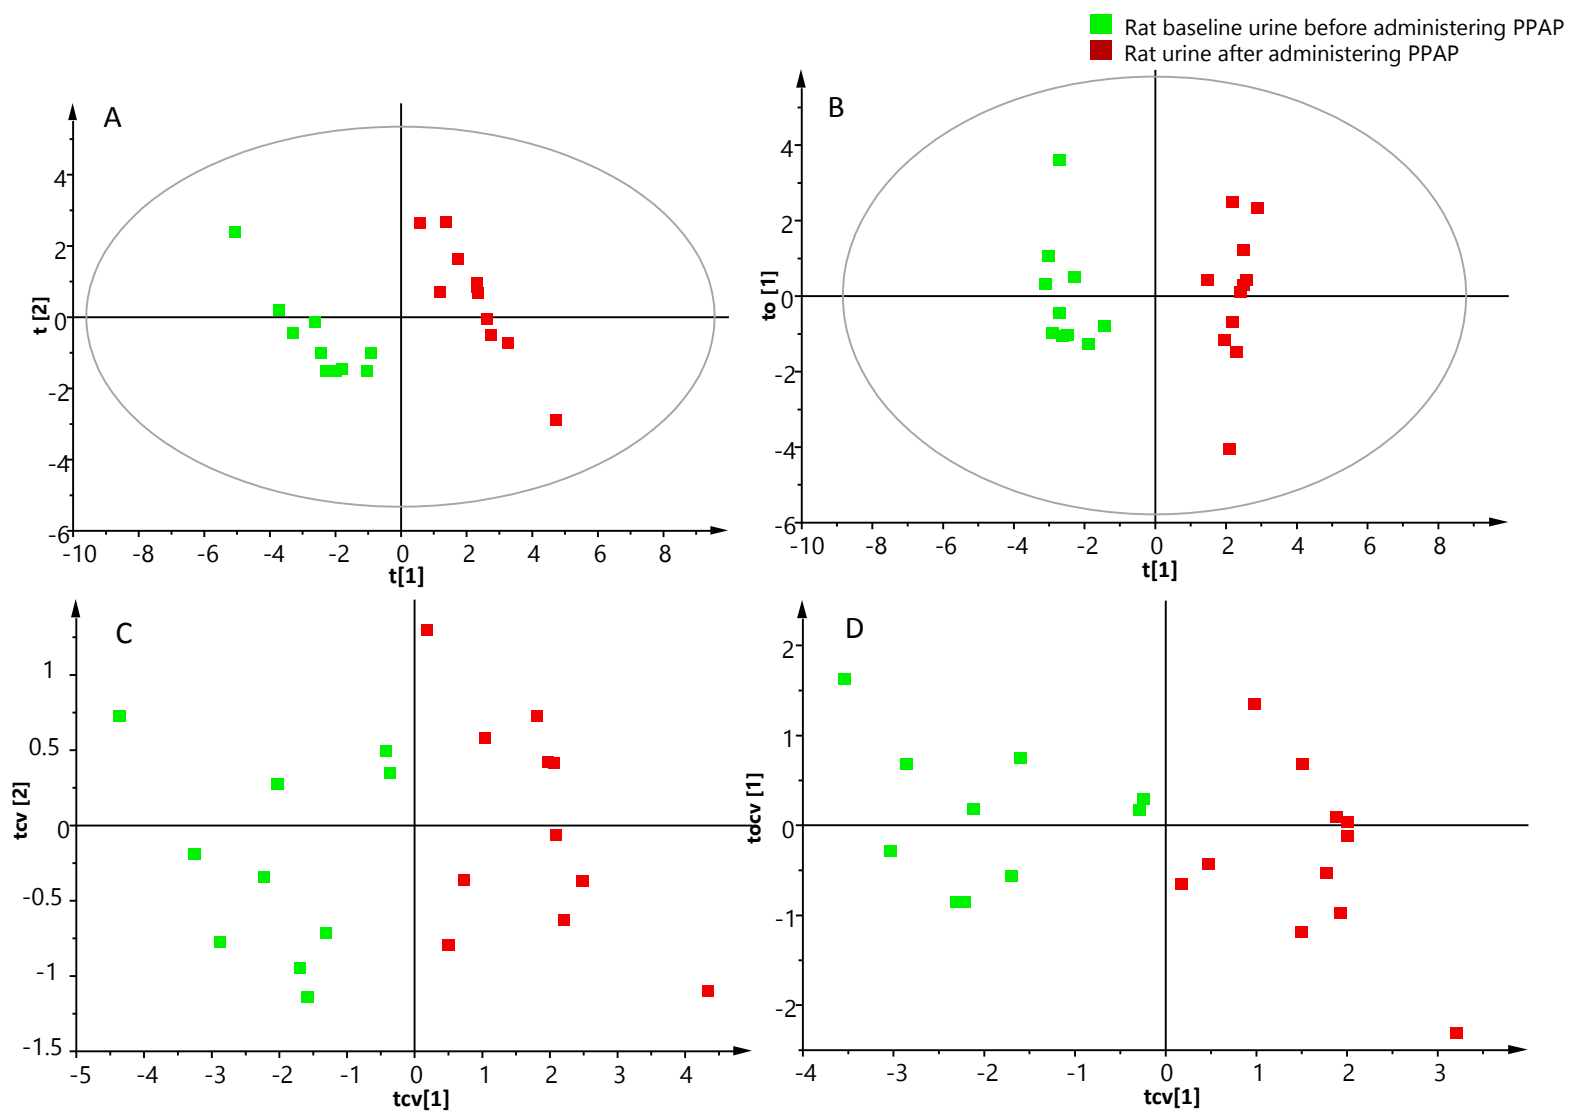 Rat baseline urine before administering PPAP
Rat urine after administering PPAP
A
t [2]
4
2
0
-2
-4
-6
-10 -8 -6 -4 -2 0 2 4 6 8
t[1]
B
to [1]
4
2
0
-2
-4
-6
-10 -8 -6 -4 -2 0 2 4 6 8
t[1]
C
tcv [2]
1
0.5
0
-0.5
-1
-1.5
-5 -4 -3 -2 -1 0 1 2 3 4
tcv[1]
D
tocv [1]
2
1
0
-1
-2
-4 -3 -2 -1 0 1 2 3
tcv[1]